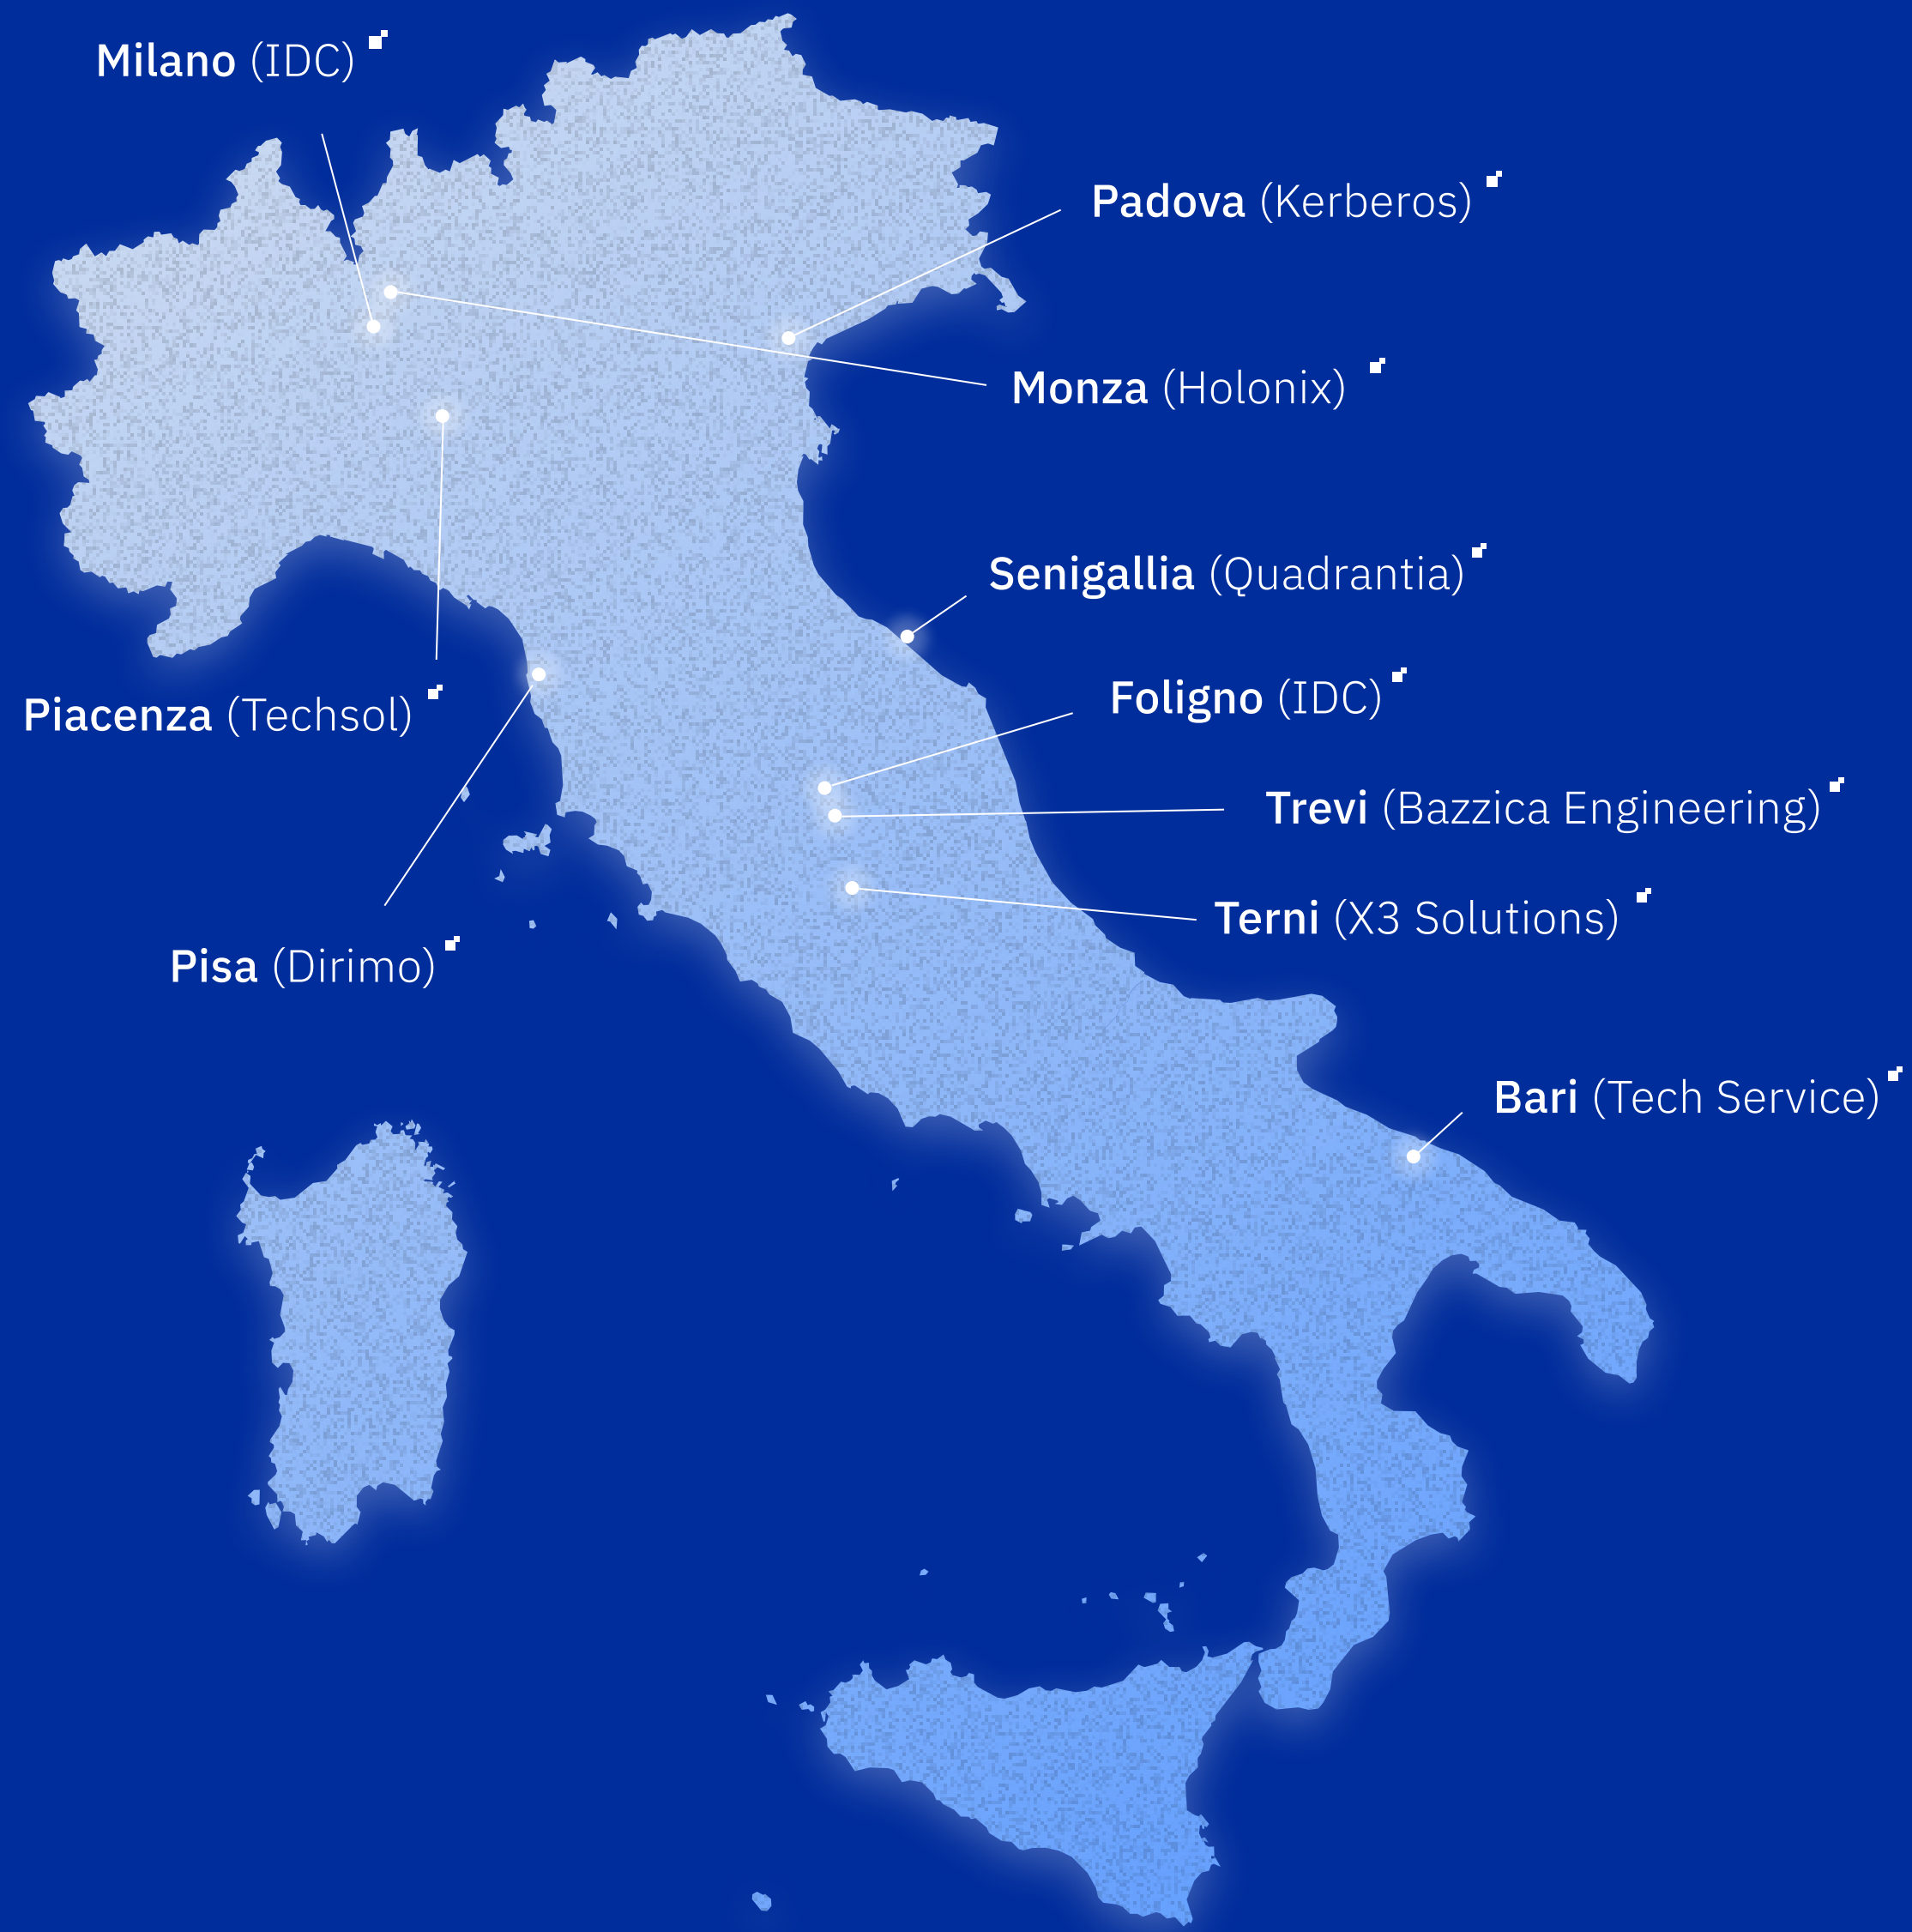 Milano (IDC)
Padova (Kerberos)
Monza (Holonix)
Senigallia (Quadrantia)
Foligno (IDC)
Piacenza (Techsol)
Trevi (Bazzica Engineering)
Terni (X3 Solutions)
Pisa (Dirimo)
Bari (Tech Service)